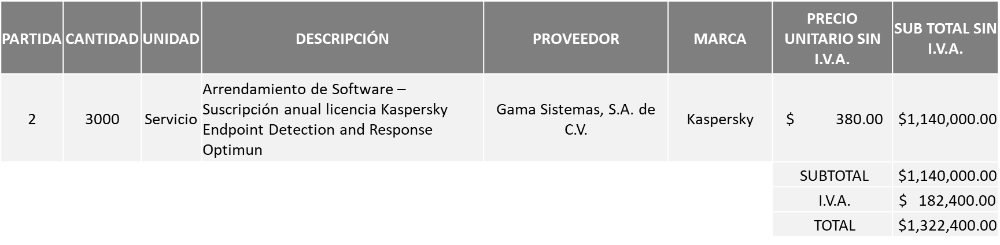 PARTIDA CANTIDAD UNIDAD DESCRIPCIÓN PROVEEDOR MARCA PRECIO UNITARIO SIN I.V.A. SUB TOTAL SIN I.V.A.
2 3000 Servicio
Arrendamiento de Software –
Suscripción anual licencia Kaspersky
Endpoint Detection and Response
Optimun
Gama Sistemas, S.A. de
C.V.
Kaspersky
$ 380.00
$1,140,000.00
SUBTOTAL $1,140,000.00
I.V.A. $ 182,400.00
TOTAL $1,322,400.00